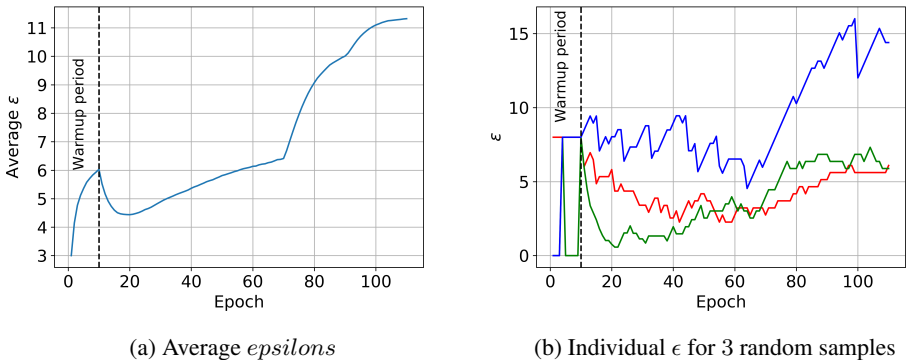 11
10
9
8
7
6
5
4
3
Average ε
Warmup period
0 20 40 60 80 100
Epoch
(a) Average epsilons
15
10
5
0
ε
Warmup period
0 20 40 60 80 100
Epoch
(b) Individual ϵ for 3 random samples